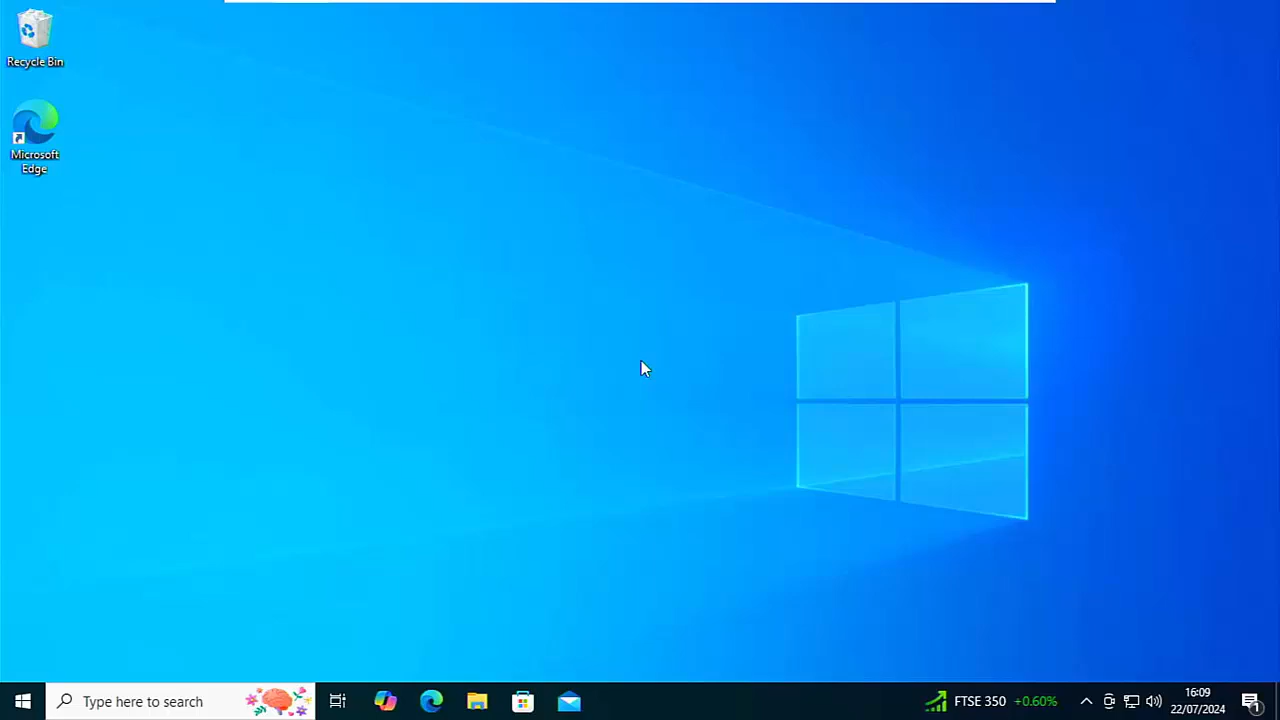 Recycle Bin
Microsoft
Edge
Type here to search
FTSE 350 +0.60%
16:09
22/07/2024
1